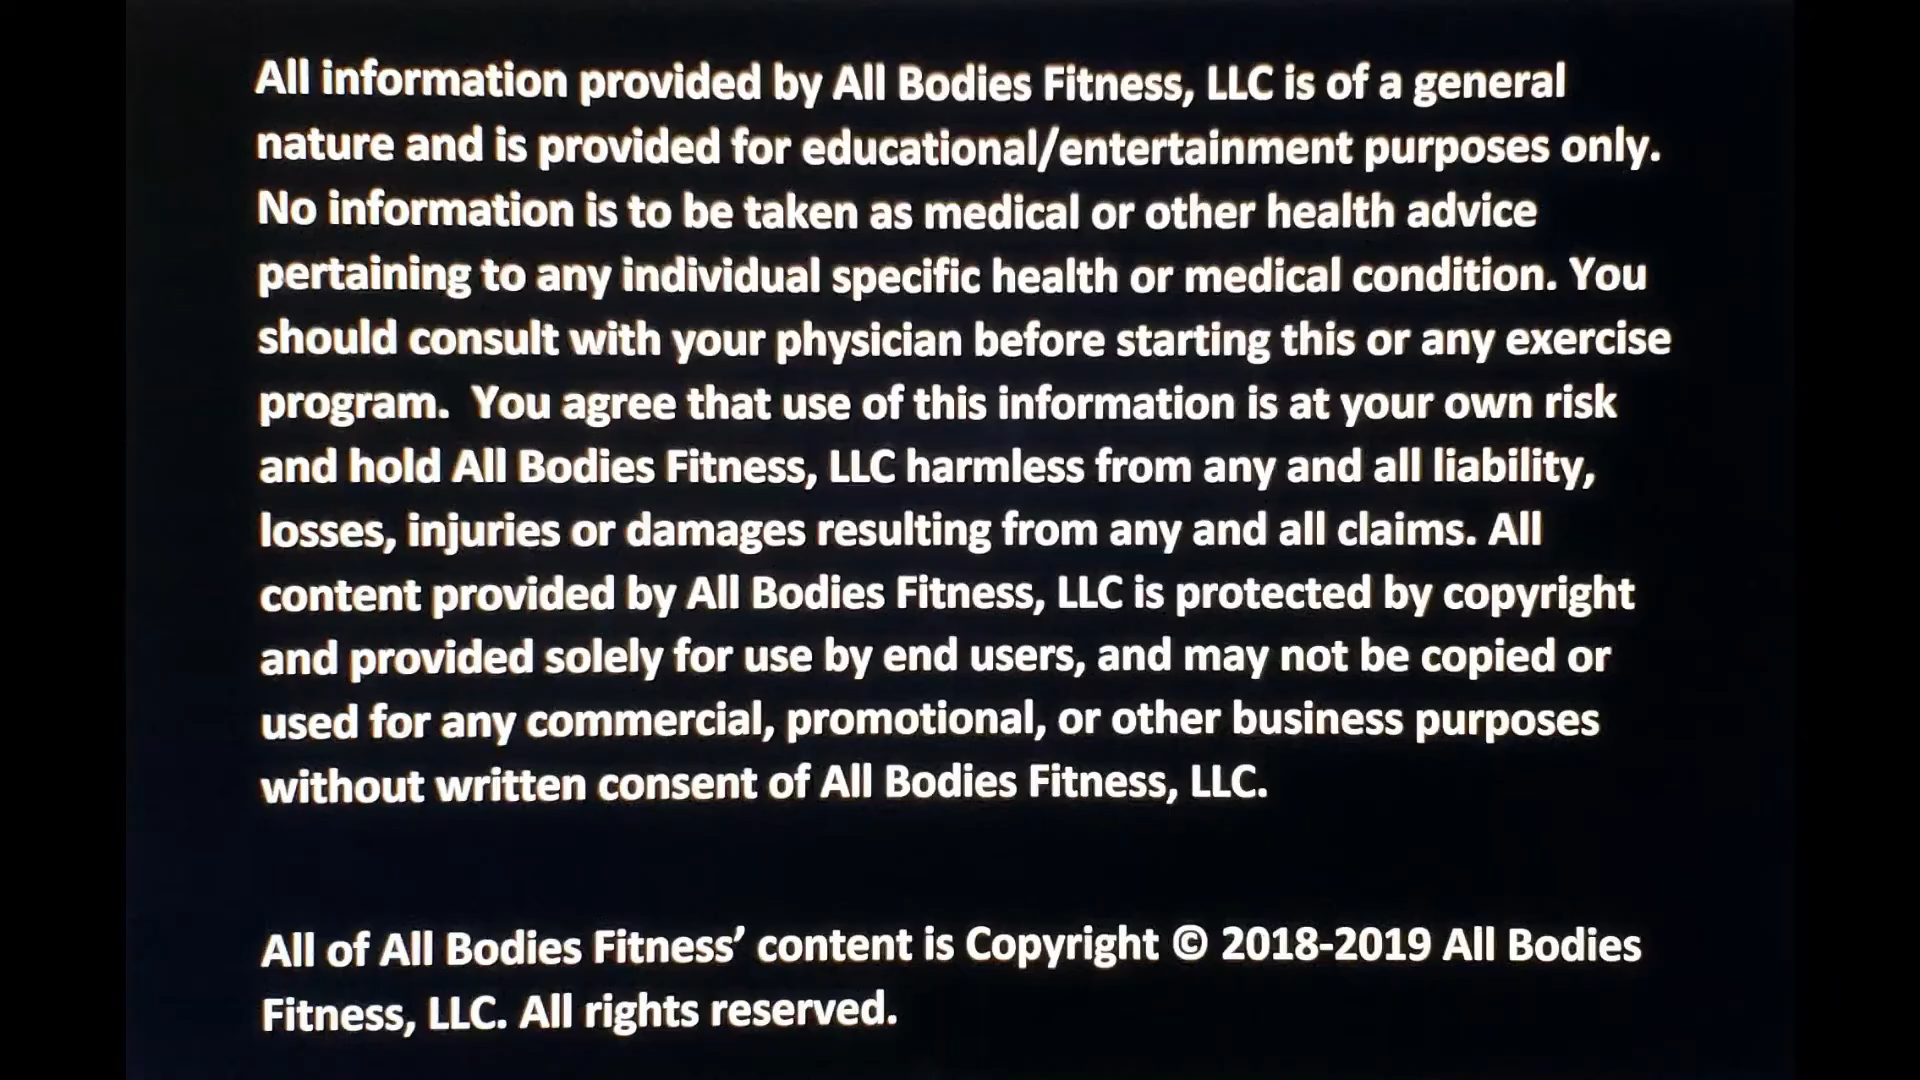 All information provided by All Bodies Fitness, LLC is of a general
nature and is provided for educational/entertainment purposes only.
No information is to be taken as medical or other health advice
pertaining to any individual specific health or medical condition. You
should consult with your physician before starting this or any exercise
program.  You agree that use of this information is at your own risk
and hold All Bodies Fitness, LLC harmless from any and all liability,
losses, injuries or damages resulting from any and all claims. All
content provided by All Bodies Fitness, LLC is protected by copyright
and provided solely for use by end users, and may not be copied or
used for any commercial, promotional, or other business purposes
without written consent of All Bodies Fitness, LLC.
All of All Bodies Fitness’ content is Copyright © 2018-2019 All Bodies
Fitness, LLC. All rights reserved.